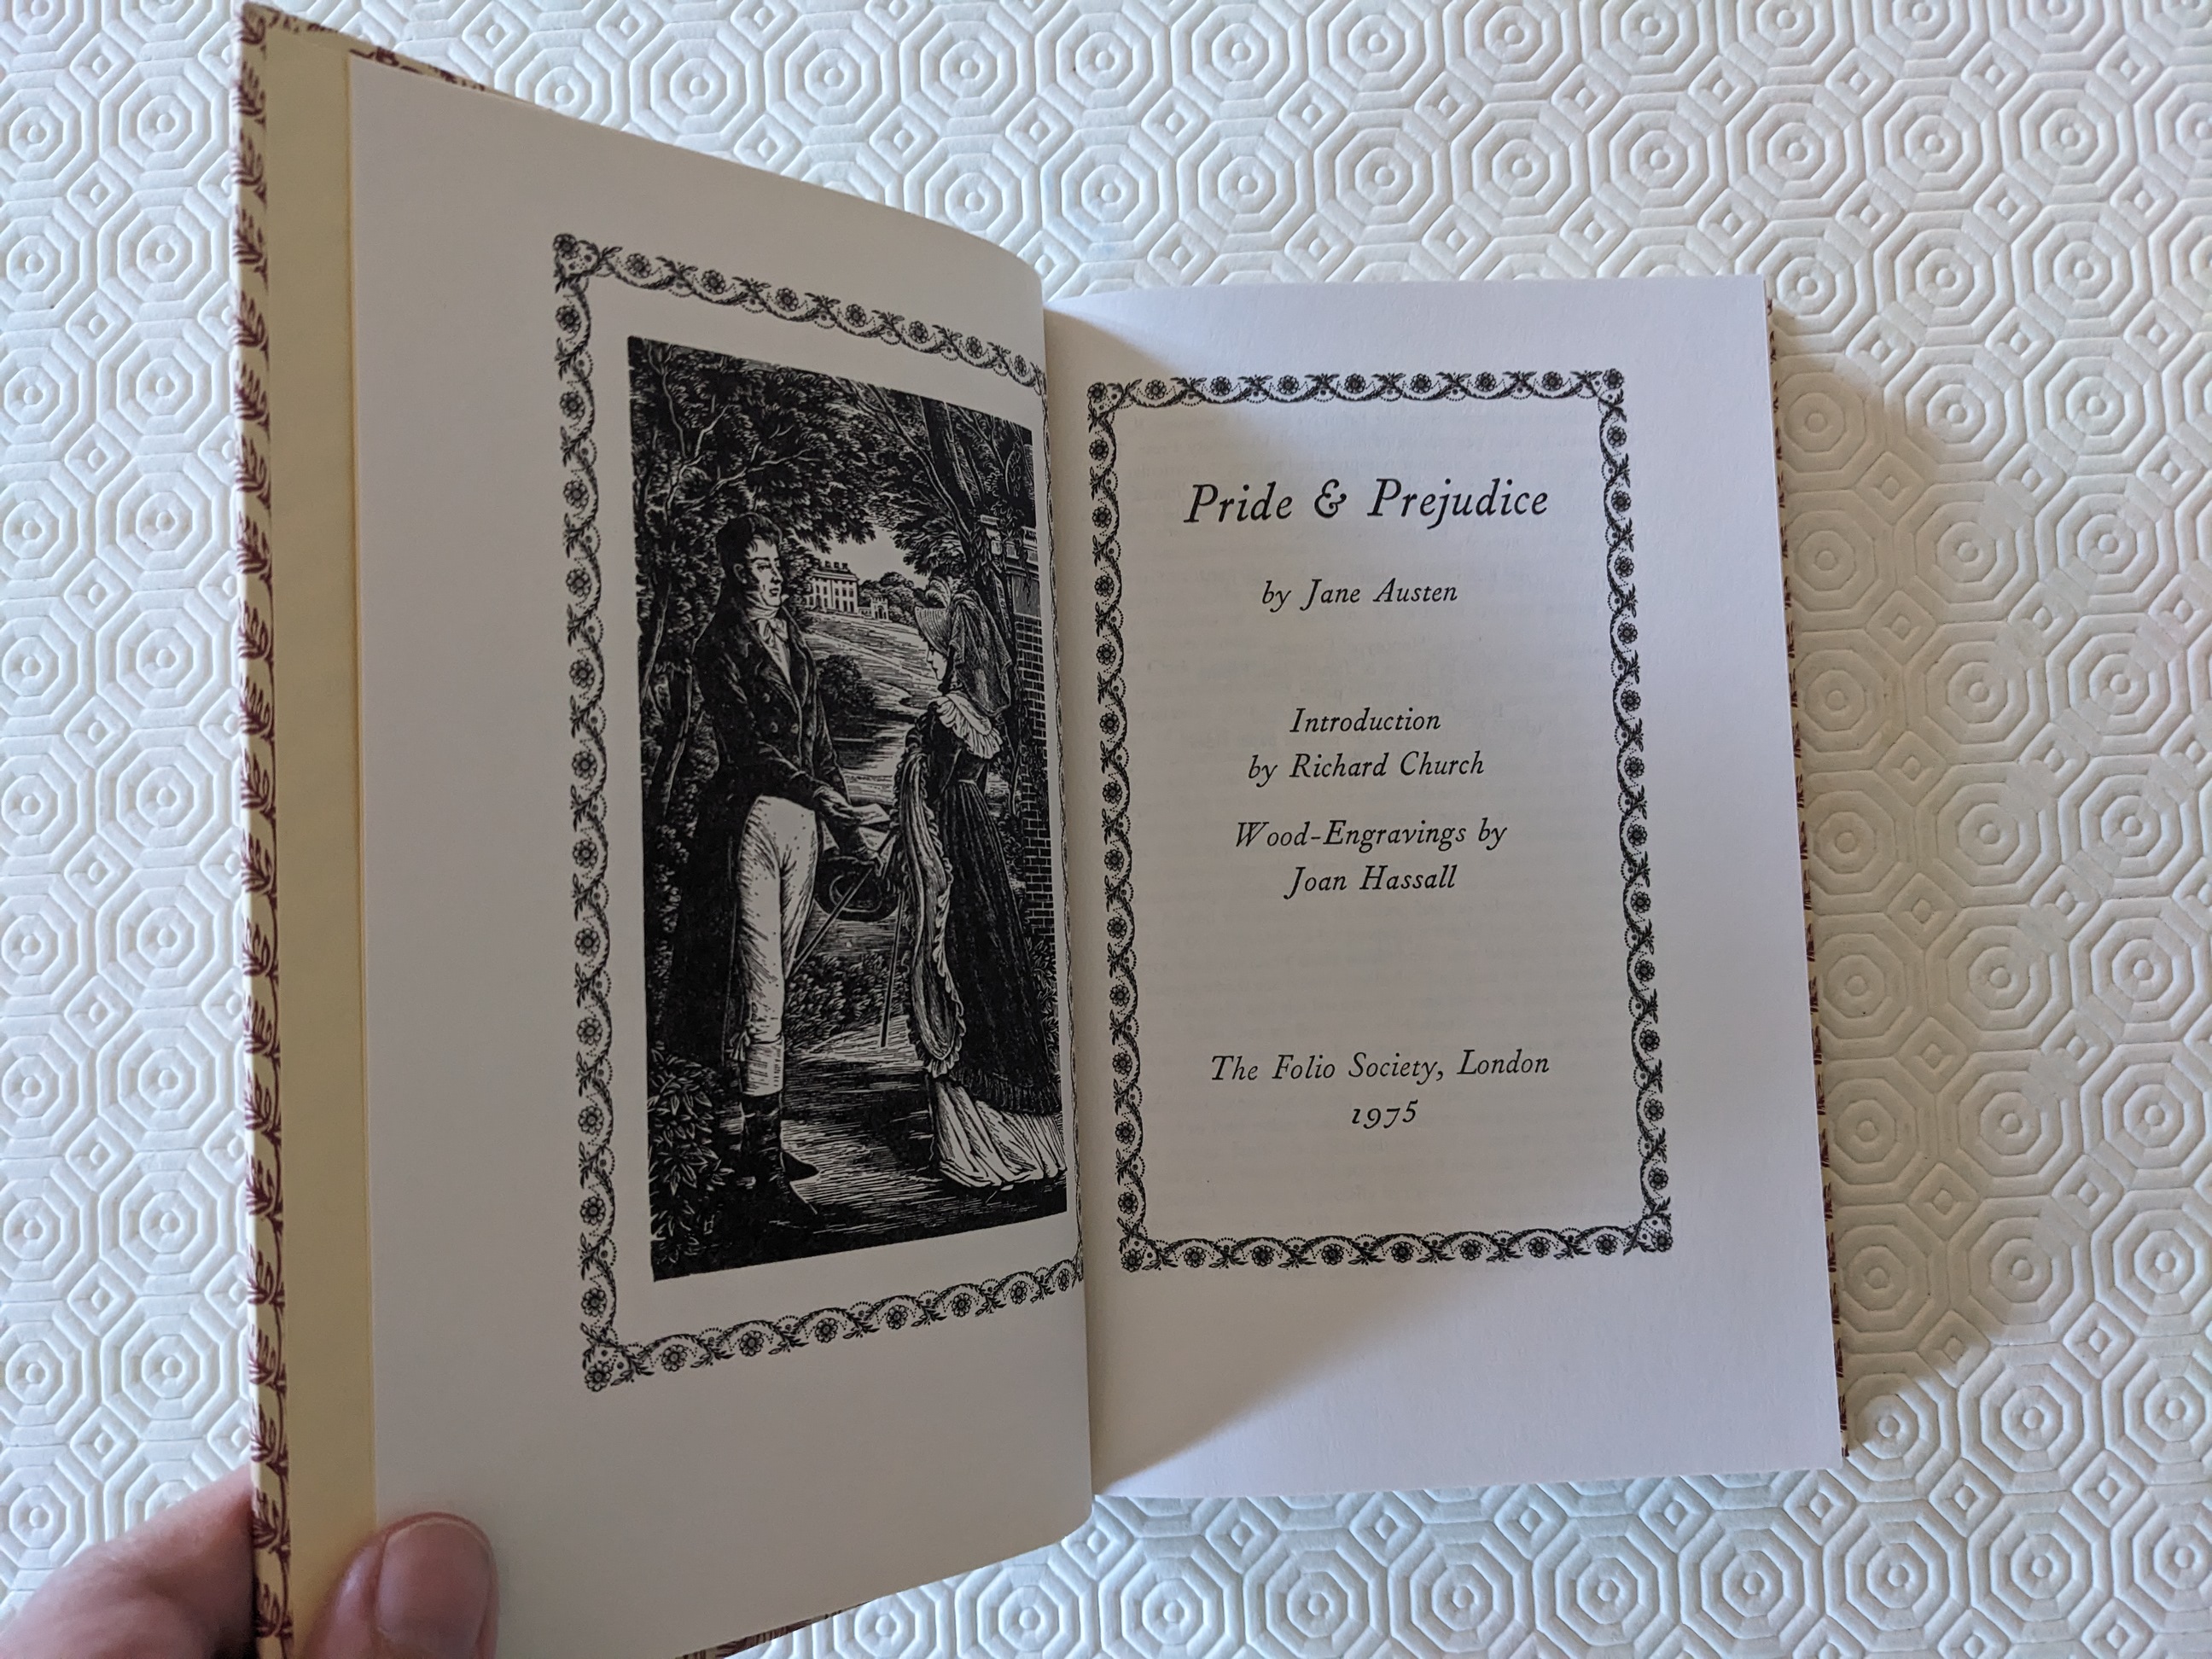 Pride & Prejudice
by Jane Austen
Introduction
by Richard Church
Wood-Engravings by
Joan Hassall
The Folio Society, London
1975